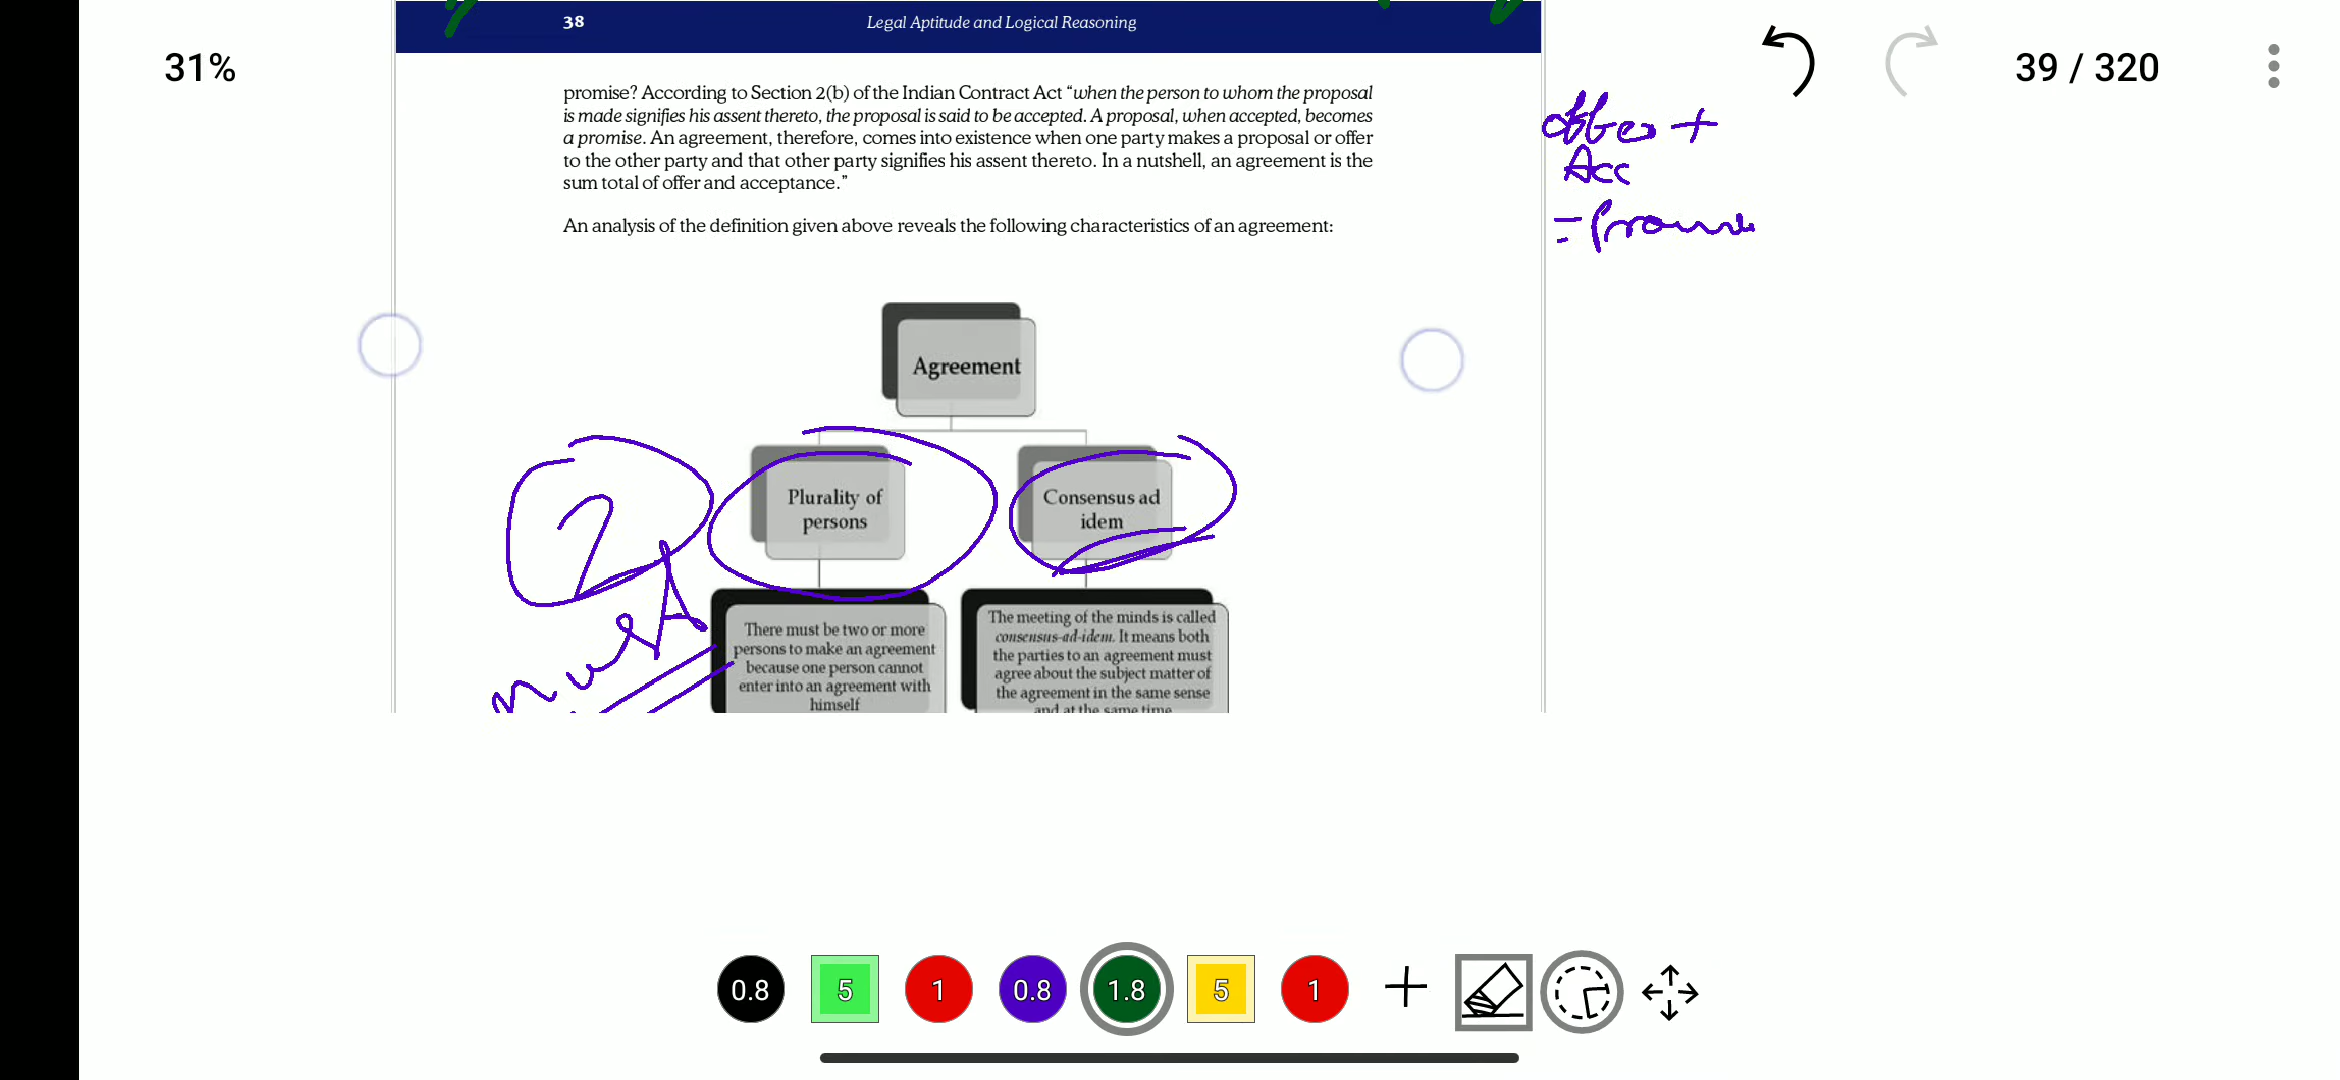 38
Legal Aptitude and Logical Reasoning
31%
39 / 320
promise? According to Section 2(b) of the Indian Contract Act “when the person to whom the proposal
is made signifies his assent thereto, the proposal is said to be accepted. A proposal, when accepted, becomes
a promise. An agreement, therefore, comes into existence when one party makes a proposal or offer
to the other party and that other party signifies his assent thereto. In a nutshell, an agreement is the
sum total of offer and acceptance.”
offer +
Acc
= Promise
An analysis of the definition given above reveals the following characteristics of an agreement:
Agreement
Plurality of
persons
Consensus ad
idem
2
must
There must be two or more
persons to make an agreement
because one person cannot
enter into an agreement with
himself
The meeting of the minds is called
consensus-ad-idem. It means both
the parties to an agreement must
agree about the subject matter of
the agreement in the same sense
and at the same time
0.8
5
1
0.8
1.8
5
1